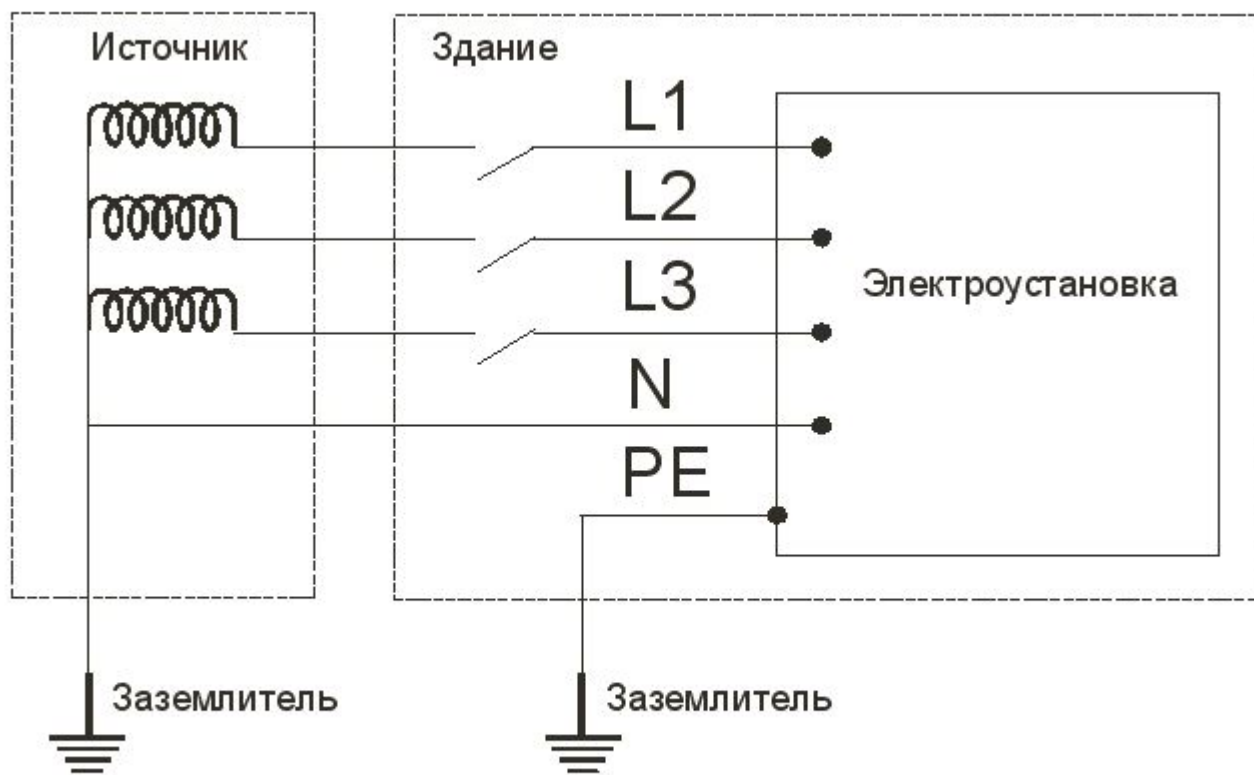 Источник
Здание
L1
L2
L3
Электроустановка
N
PE
Заземлитель
Заземлитель